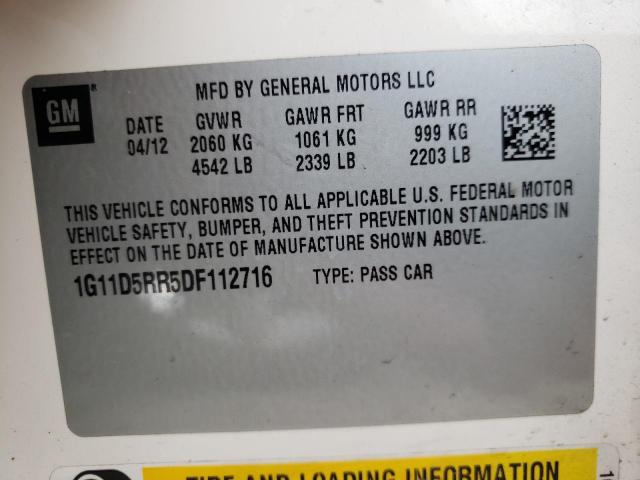 GM
MFD BY GENERAL MOTORS LLC
DATE GVWR GAWR FRT GAWR RR
04/12 2060 KG 1061 KG 999 KG
4542 LB 2339 LB 2203 LB
THIS VEHICLE CONFORMS TO ALL APPLICABLE U.S. FEDERAL MOTOR
VEHICLE SAFETY, BUMPER, AND THEFT PREVENTION STANDARDS IN
EFFECT ON THE DATE OF MANUFACTURE SHOWN ABOVE.
1G11D5RR5DF112716 TYPE: PASS CAR
TIRE AND LOADING INFORMATION